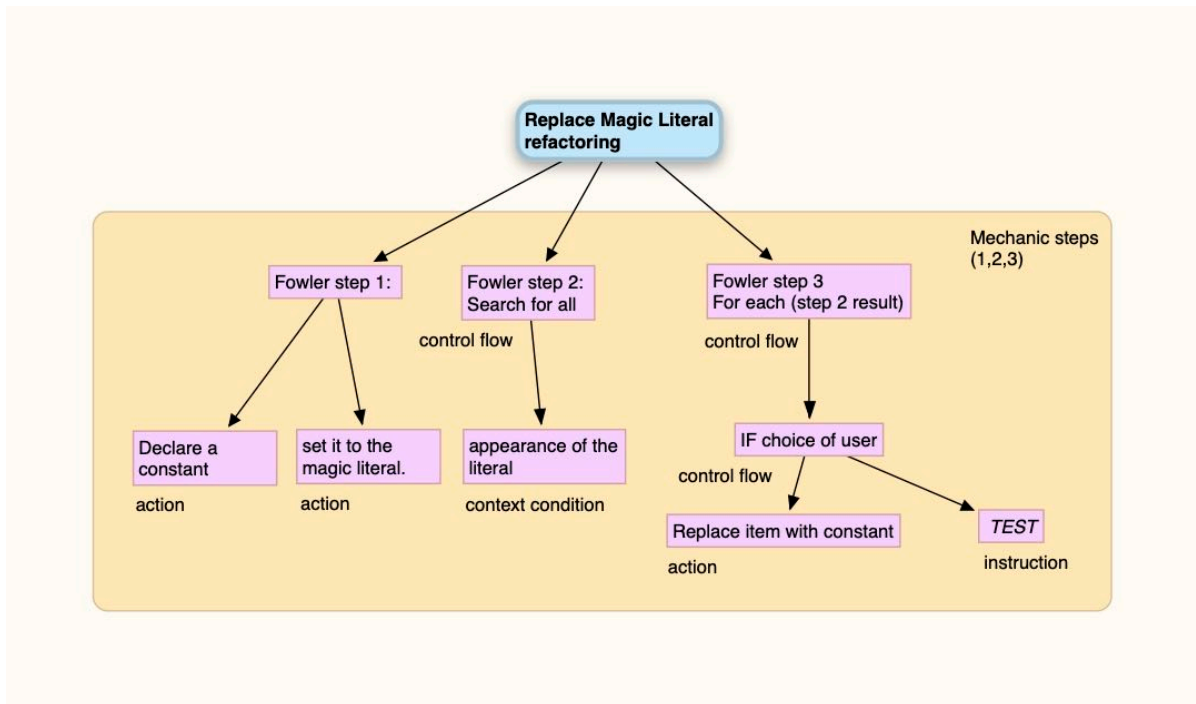 Replace Magic Literal
refactoring
Mechanic steps
(1,2,3)
Fowler step 1:
Fowler step 2:
Search for all
control flow
Fowler step 3
For each (step 2 result)
control flow
Declare a
constant
action
set it to the
magic literal.
action
appearance of the
literal
context condition
IF choice of user
control flow
Replace item with constant
action
TEST
instruction